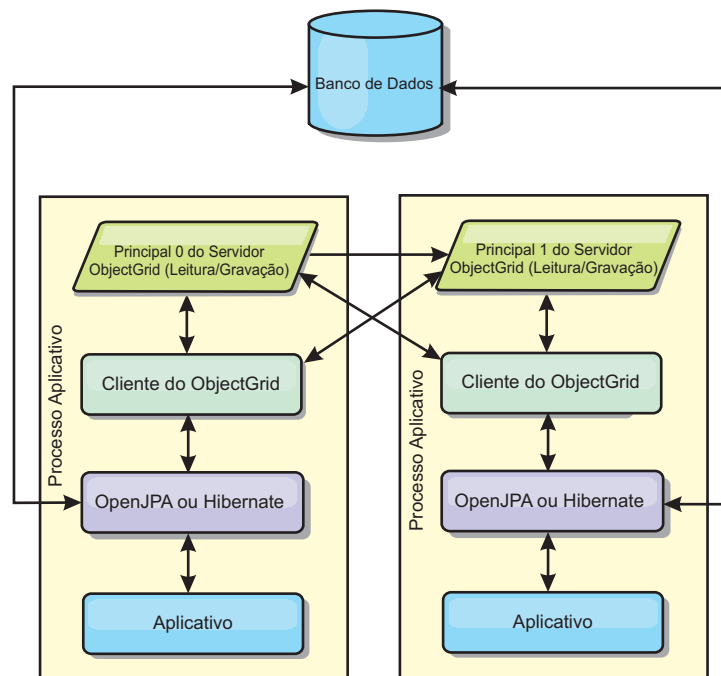 Banco de Dados
Principal 0 do Servidor
ObjectGrid (Leitura/Gravação)
Cliente do ObjectGrid
OpenJPA ou Hibernate
Aplicativo
Processo Aplicativo
Principal 1 do Servidor
ObjectGrid (Leitura/Gravação)
Cliente do ObjectGrid
OpenJPA ou Hibernate
Aplicativo
Processo Aplicativo